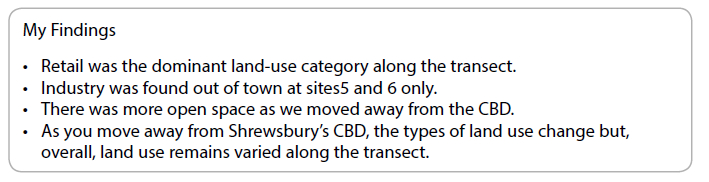 My Findings
• Retail was the dominant land-use category along the transect.
• Industry was found out of town at sites5 and 6 only.
• There was more open space as we moved away from the CBD.
• As you move away from Shrewsbury's CBD, the types of land use change but,
overall, land use remains varied along the transect.